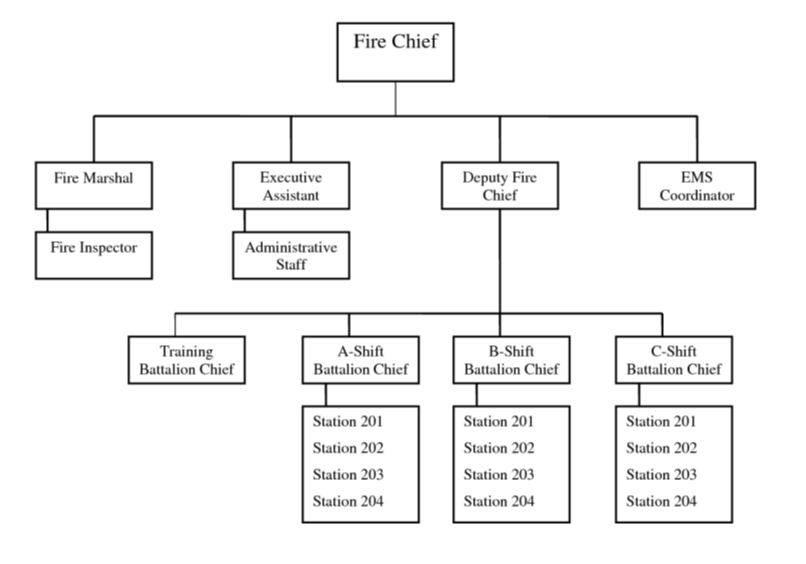 Fire Chief
Fire Marshal
Executive
Assistant
Deputy Fire
Chief
EMS
Coordinator
Fire Inspector
Administrative
Staff
Training
Battalion Chief
A-Shift
Battalion Chief
B-Shift
Battalion Chief
C-Shift
Battalion Chief
Station 201
Station 202
Station 203
Station 204
Station 201
Station 202
Station 203
Station 204
Station 201
Station 202
Station 203
Station 204